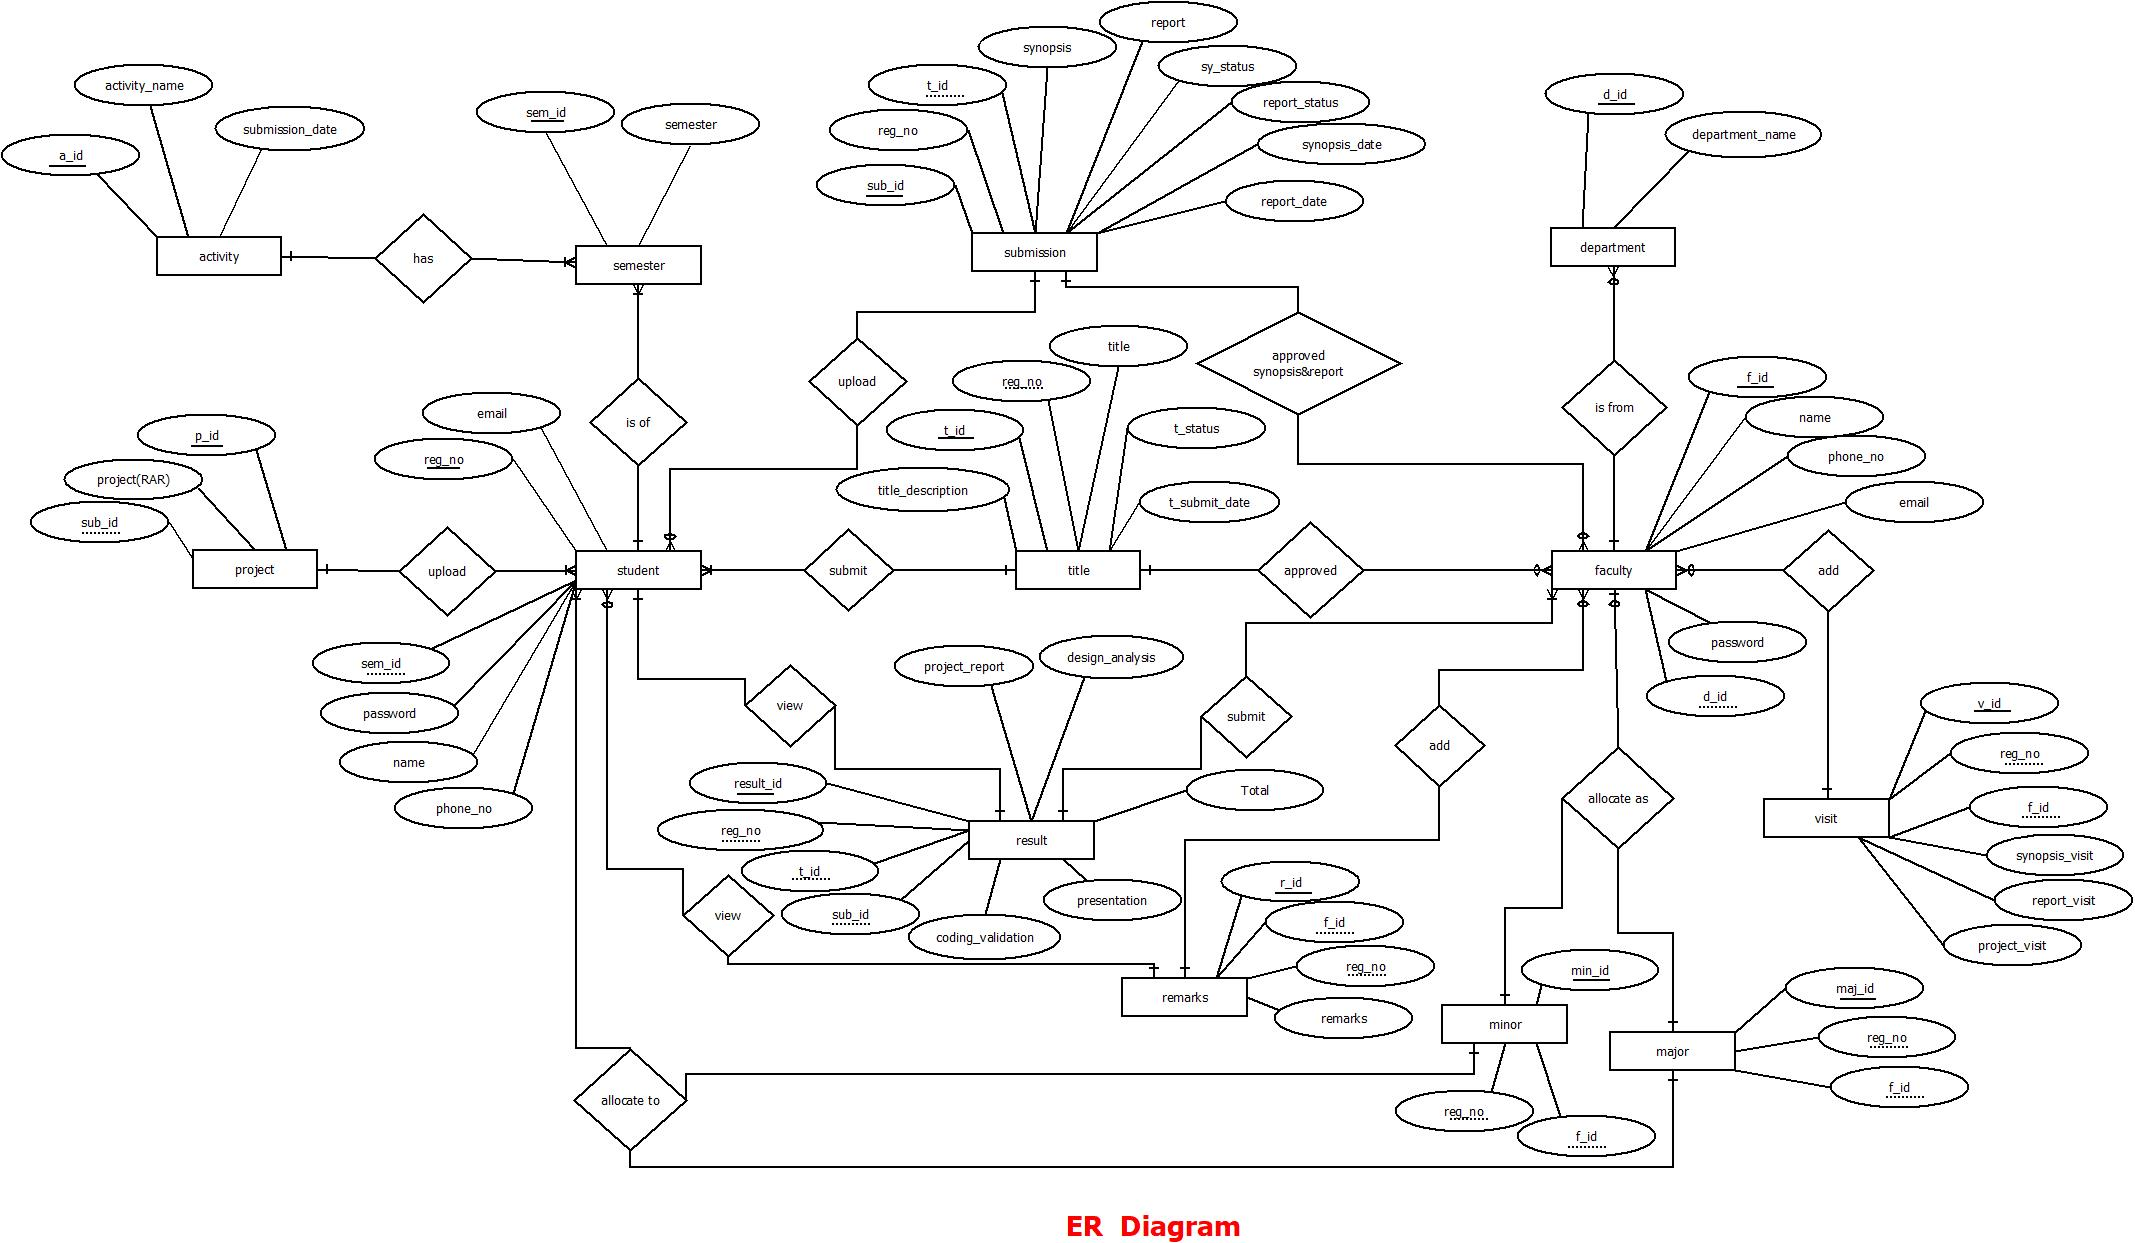 report
synopsis
sy_status
activity_name
t_id
d_id
report_status
sem_id
semester
submission_date
reg_no
department_name
synopsis_date
a_id
sub_id
report_date
activity
has
semester
submission
department
title
approved
synopsis&report
upload
reg_no
f_id
is from
email
is of
name
p_id
t_id
t_status
reg_no
phone_no
project(RAR)
title_description
t_submit_date
email
sub_id
project
upload
student
submit
title
approved
faculty
add
password
sem_id
project_report
design_analysis
d_id
password
view
submit
add
v_id
name
reg_no
result_id
Total
allocate as
phone_no
reg_no
f_id
result
visit
t_id
synopsis_visit
sub_id
view
presentation
r_id
report_visit
coding_validation
f_id
project_visit
reg_no
min_id
remarks
remarks
maj_id
minor
reg_no
major
allocate to
reg_no
f_id
f_id
ER Diagram